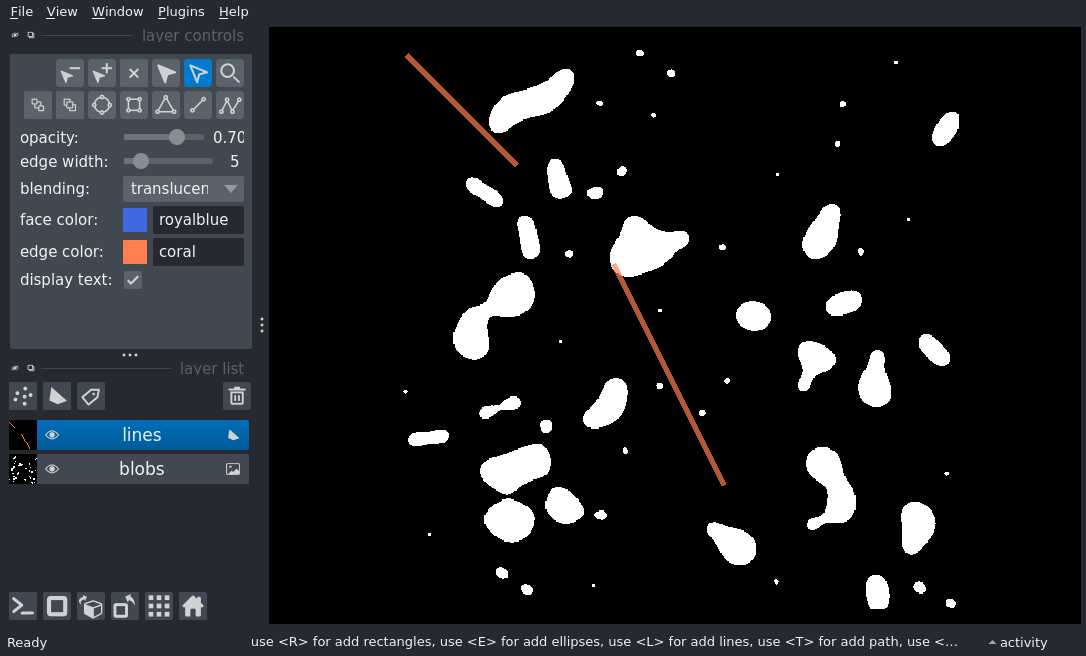 File View Window Plugins Help
layer controls
opacity: 0.70
edge width: 5
blending: translucen
face color: royalblue
edge color: coral
display text:
layer list
lines
blobs
Ready use <R> for add rectangles, use <E> for add ellipses, use <L> for add lines, use <T> for add path, use <... activity